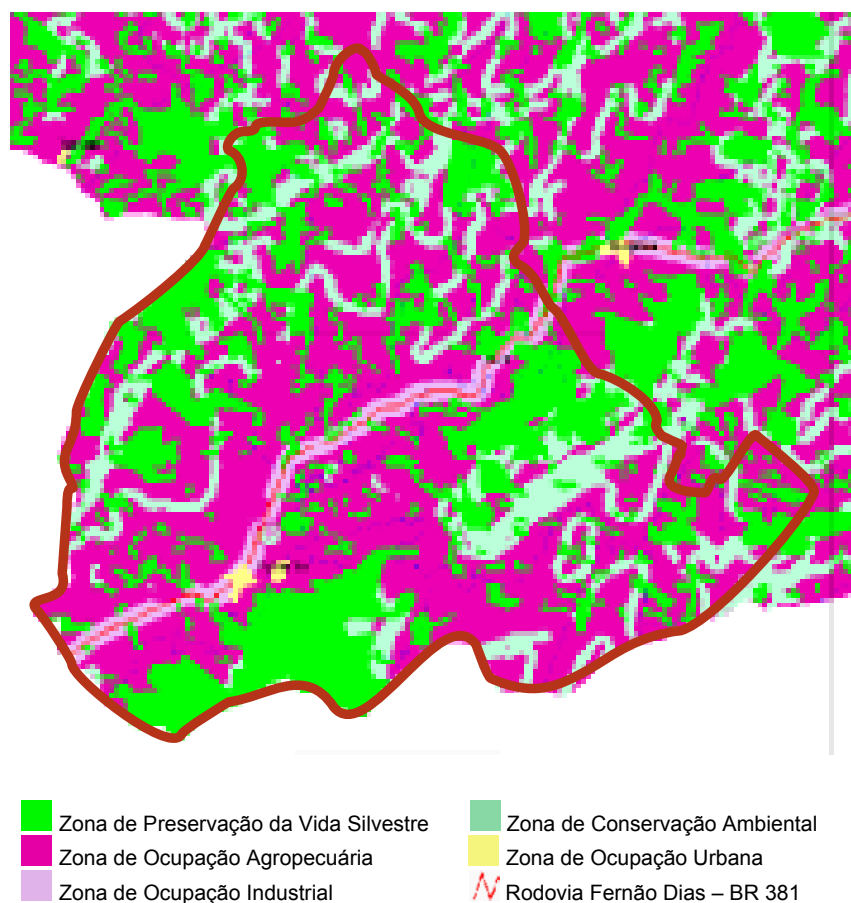 Zona de Preservação da Vida Silvestre
Zona de Conservação Ambiental
Zona de Ocupação Agropecuária
Zona de Ocupação Urbana
Zona de Ocupação Industrial
Rodovia Fernão Dias – BR 381